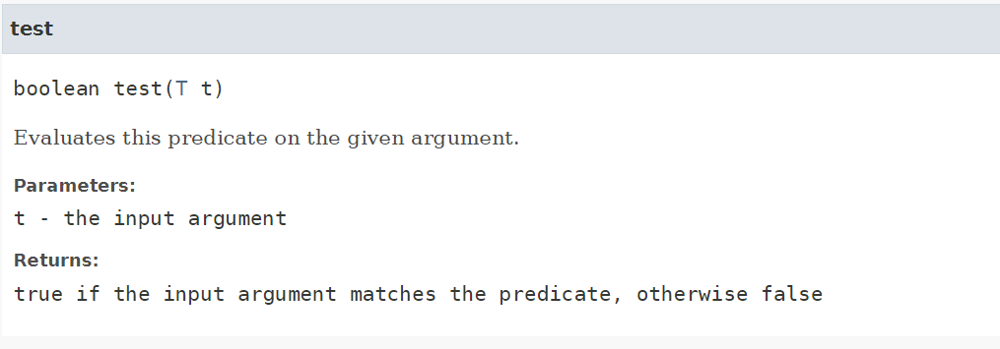 test
boolean test(T t)
Evaluates this predicate on the given argument.
Parameters:
t - the input argument
Returns:
true if the input argument matches the predicate, otherwise false